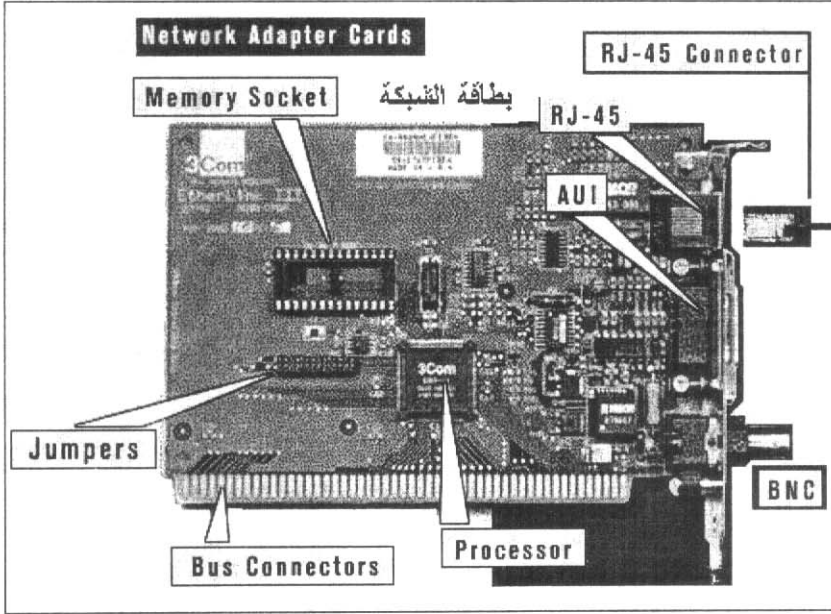 Network Adapter Cards
RJ-45 Connector
Memory Socket
بطاقة الشبكة
RJ-45
3Com
AUI
3Com
Jumpers
BNC
Processor
Bus Connectors